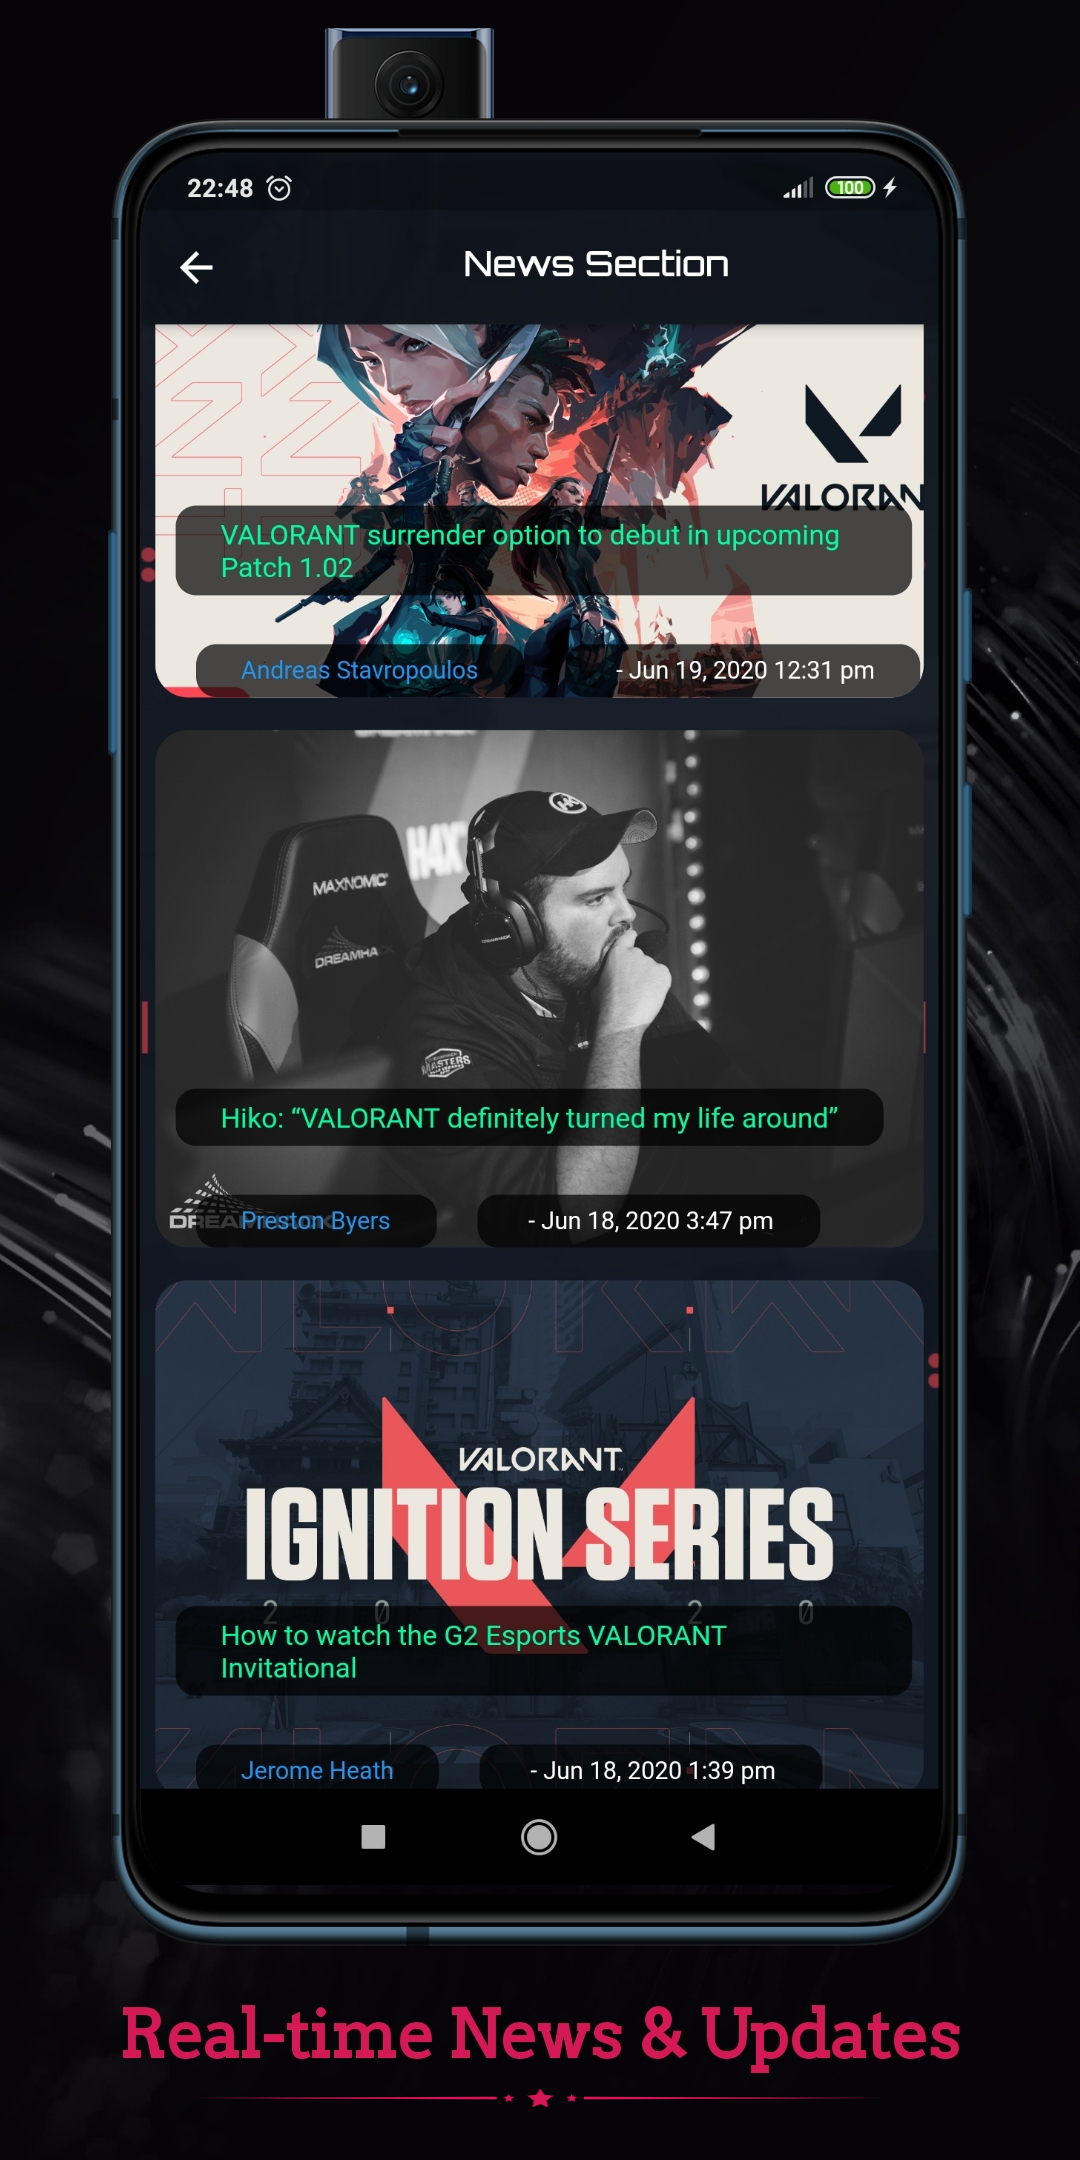 22:48
100
News Section
VALORAN
VALORANT surrender option to debut in upcoming
Patch 1.02
Andreas Stavropoulos
- Jun 19, 2020 12:31 pm
H4X
MAXNOMIC
DREAMHA
DREAMHACK
MASTERS
Hiko: “VALORANT definitely turned my life around”
DREAMHACK
Preston Byers
- Jun 18, 2020 3:47 pm
VALORANT
IGNITION SERIES
2 0 2 0
How to watch the G2 Esports VALORANT
Invitational
Jerome Heath
- Jun 18, 2020 1:39 pm
Real-time News & Updates